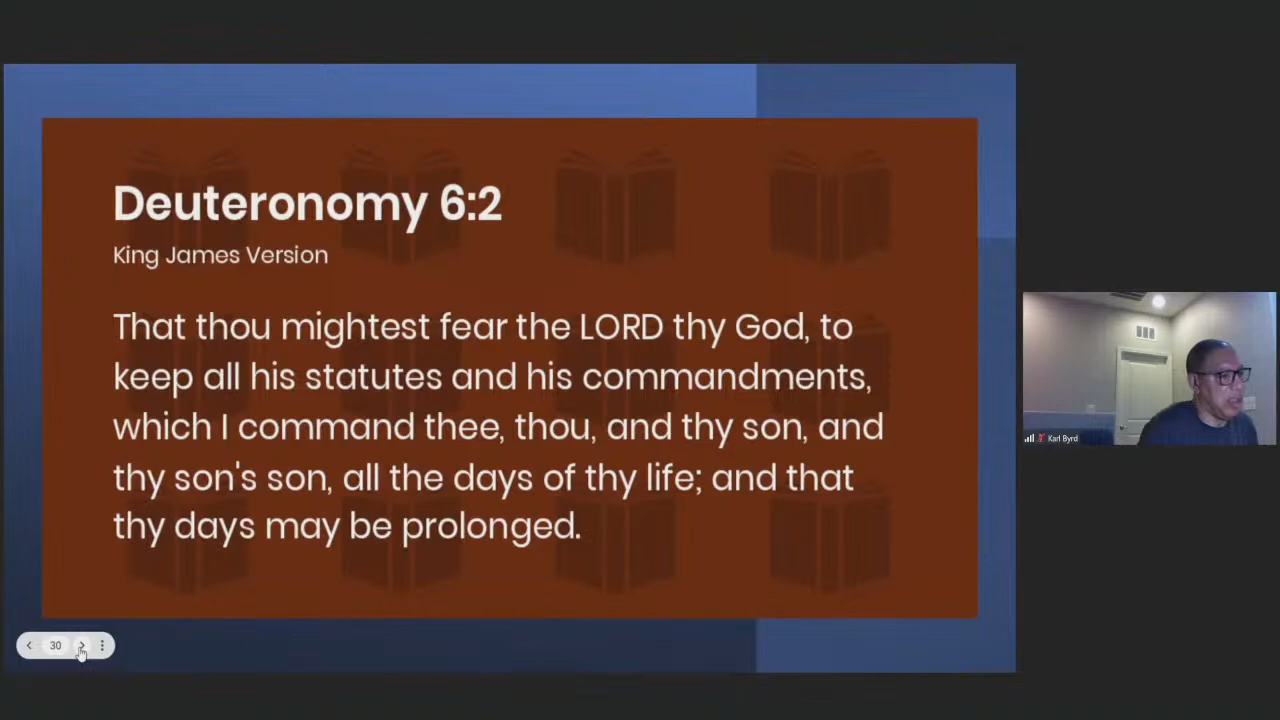 Deuteronomy 6:2
King James Version
That thou mightest fear the LORD thy God, to
keep all his statutes and his commandments,
which I command thee, thou, and thy son, and
thy son's son, all the days of thy life; and that
thy days may be prolonged.
30
Karl Byrd